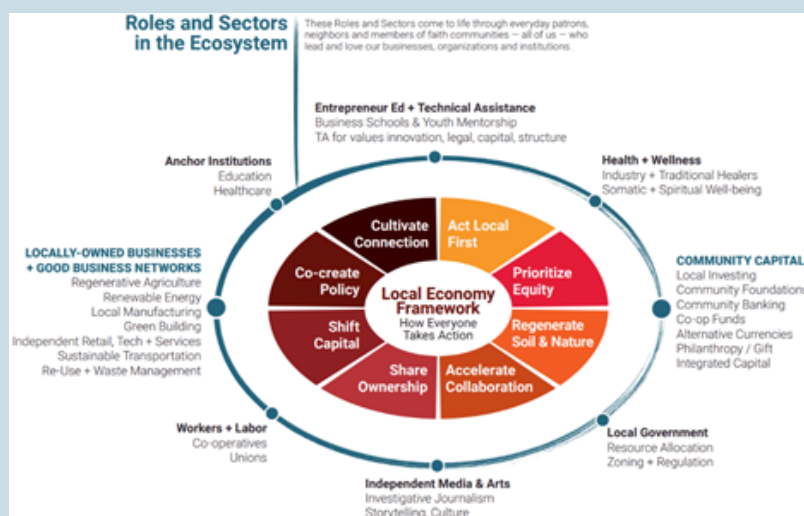 Roles and Sectors
in the Ecosystem
These Roles and Sectors come to life through everyday patrons,
neighbors and members of faith communities — all of us — who
lead and love our businesses, organizations and institutions.
Entrepreneur Ed + Technical Assistance
Business Schools & Youth Mentorship
TA for values innovation, legal, capital, structure
Anchor Institutions
Education
Healthcare
Health + Wellness
Industry + Traditional Healers
Somatic + Spiritual Well-being
Cultivate
Connection
Act Local
First
LOCALLY-OWNED BUSINESSES
+ GOOD BUSINESS NETWORKS
Regenerative Agriculture
Renewable Energy
Local Manufacturing
Green Building
Independent Retail, Tech + Services
Sustainable Transportation
Re-Use + Waste Management
Co-create
Policy
Prioritize
Equity
Local Economy
Framework
How Everyone
Takes Action
Shift
Capital
Regenerate
Soil & Nature
Share
Ownership
Accelerate
Collaboration
COMMUNITY CAPITAL
Local Investing
Community Foundations
Community Banking
Co-op Funds
Alternative Currencies
Philanthropy / Gift
Integrated Capital
Workers + Labor
Co-operatives
Unions
Local Government
Resource Allocation
Zoning + Regulation
Independent Media & Arts
Investigative Journalism
Storytelling, Culture